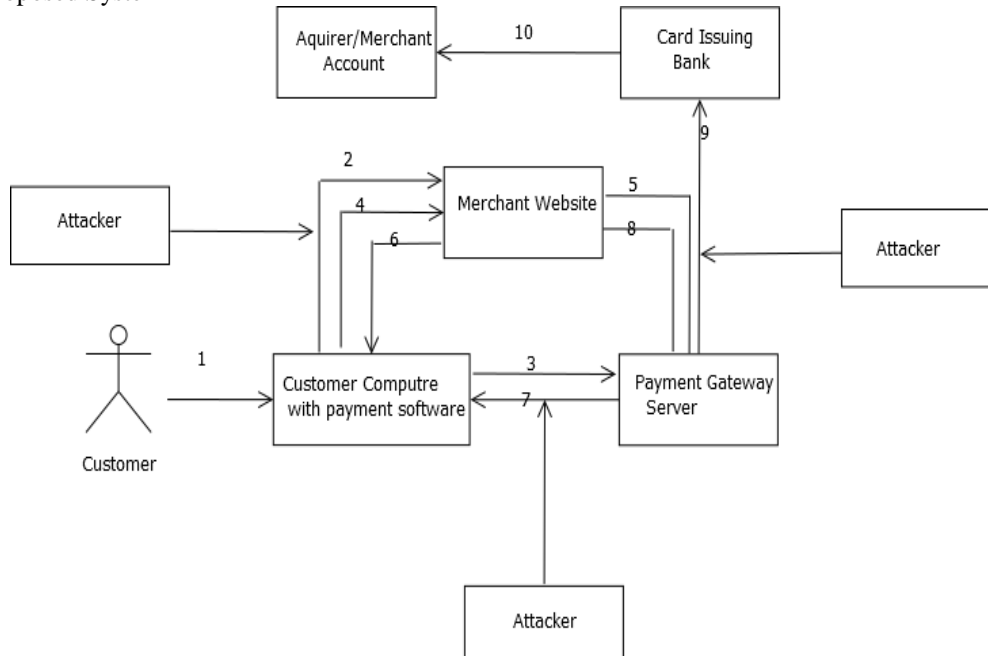 10
Aquirer/Merchant
Account
Card Issuing
Bank
9
2
5
Merchant Website
4
8
6
Attacker
Attacker
1
3
Customer Computre
with payment software
Payment Gateway
Server
7
Customer
Attacker